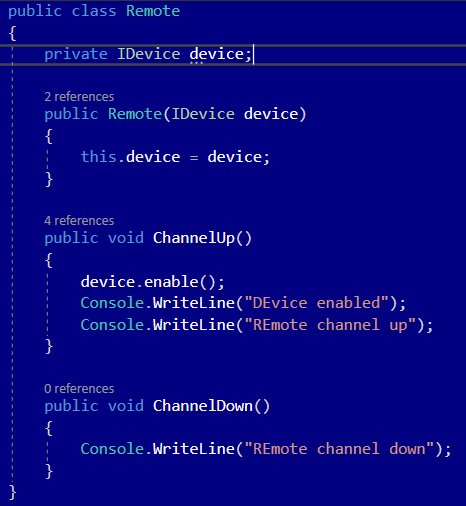 public class Remote
{
private IDevice device;
2 references
public Remote(IDevice device)
{
this.device = device;
}
4 references
public void ChannelUp()
{
device.enable();
Console.WriteLine("DEvice enabled");
Console.WriteLine("REmote channel up");
}
0 references
public void ChannelDown()
{
Console.WriteLine("REmote channel down");
}
}